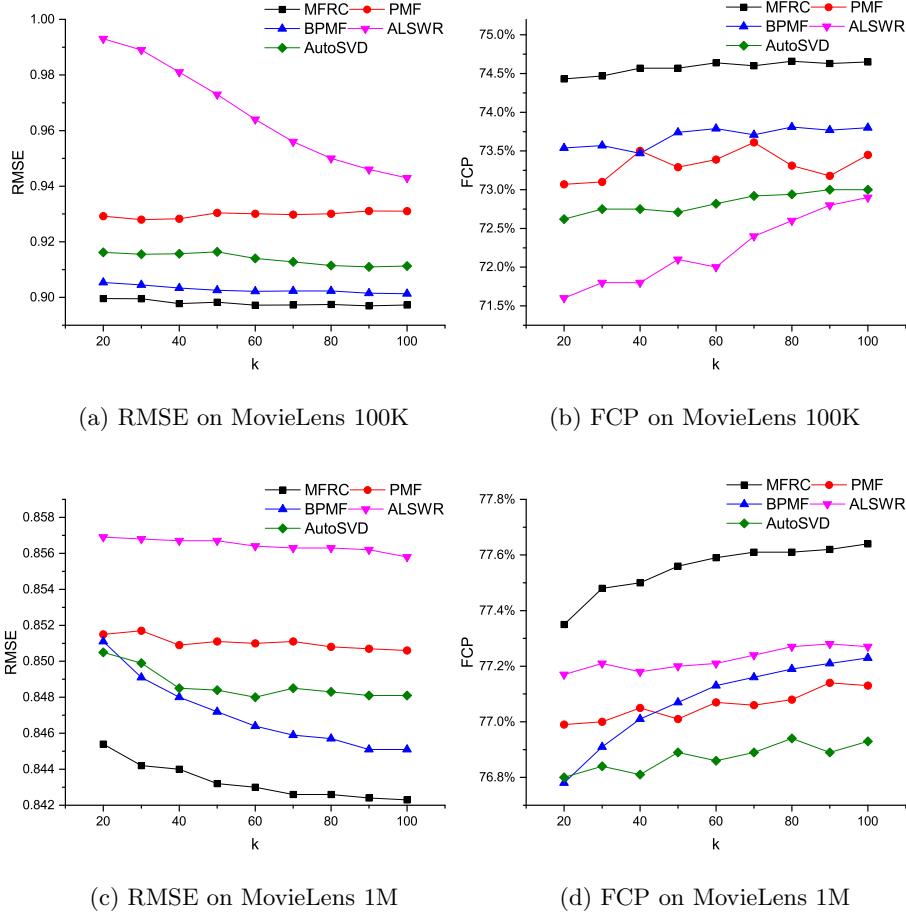 MFRC PMF
BPMF ALSWR
AutoSVD
1.00
0.98
0.96
0.94
0.92
0.90
RMSE
20 40 60 80 100
k
(a) RMSE on MovieLens 100K
MFRC PMF
BPMF ALSWR
AutoSVD
75.0%
74.5%
74.0%
73.5%
73.0%
72.5%
72.0%
71.5%
FCP
20 40 60 80 100
k
(b) FCP on MovieLens 100K
MFRC PMF
BPMF ALSWR
AutoSVD
0.858
0.856
0.854
0.852
0.850
0.848
0.846
0.844
0.842
RMSE
20 40 60 80 100
k
(c) RMSE on MovieLens 1M
MFRC PMF
BPMF ALSWR
AutoSVD
77.8%
77.6%
77.4%
77.2%
77.0%
76.8%
FCP
20 40 60 80 100
k
(d) FCP on MovieLens 1M